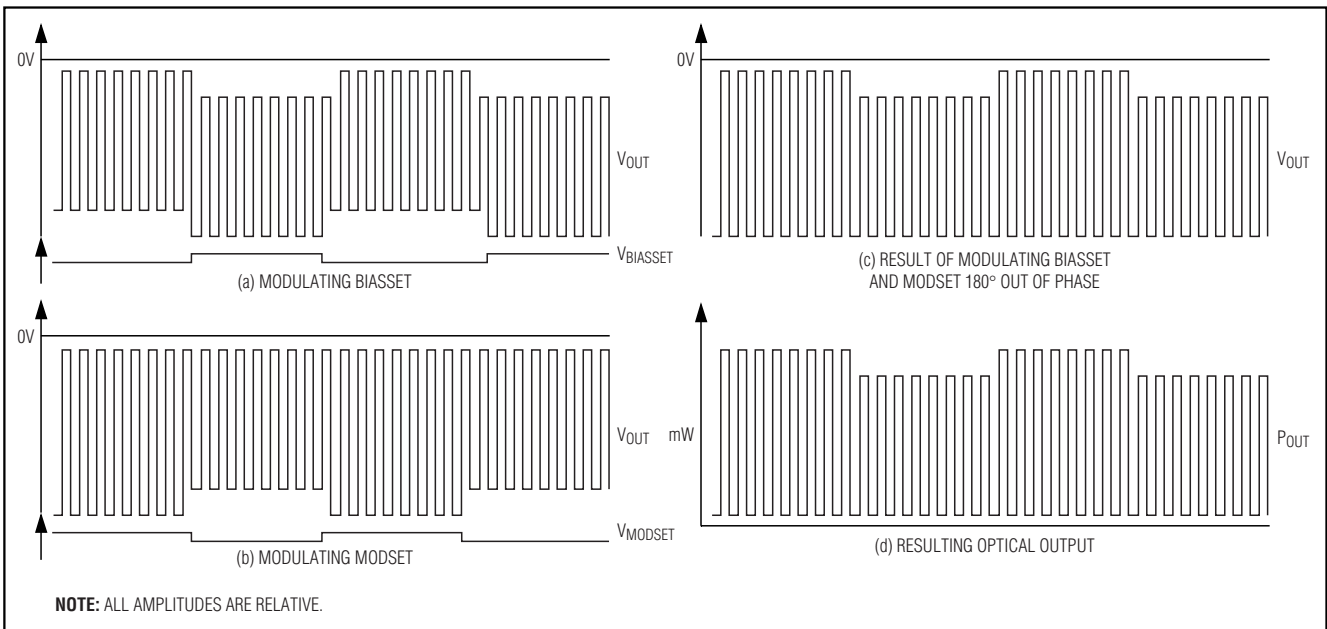 0V
VOUT
VBIASSET
(a) MODULATING BIASSET
0V
VOUT
VMODSET
(b) MODULATING MODSET
0V
VOUT
(c) RESULT OF MODULATING BIASSET
AND MODSET 180° OUT OF PHASE
mW
POUT
(d) RESULTING OPTICAL OUTPUT
NOTE: ALL AMPLITUDES ARE RELATIVE.